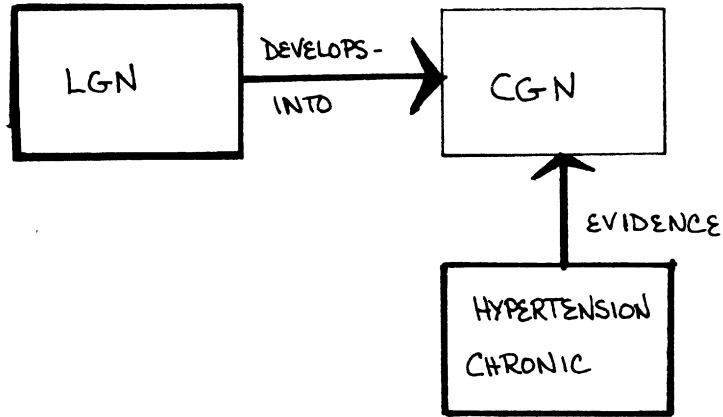 LGN
DEVELOPS-
INTO
CGN
EVIDENCE
HYPERTENSION
CHRONIC